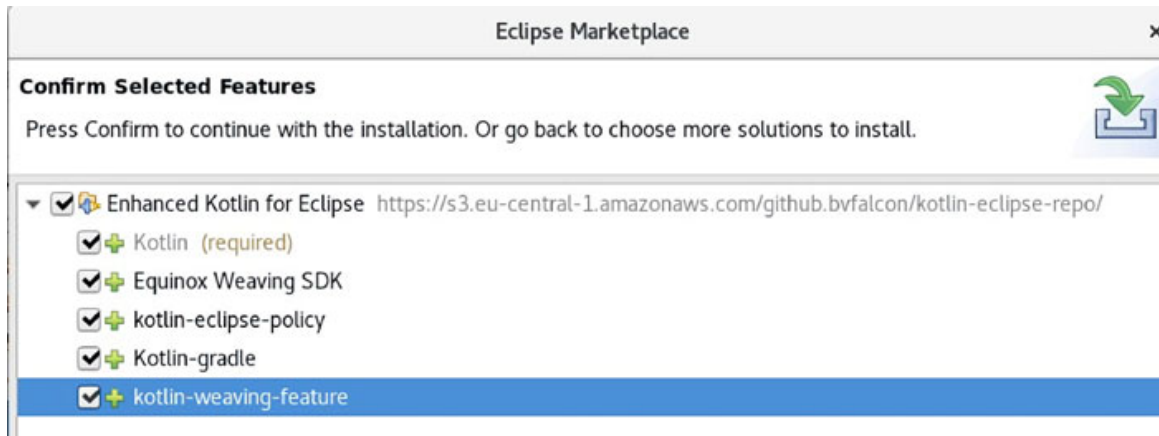 Eclipse Marketplace
Confirm Selected Features
Press Confirm to continue with the installation. Or go back to choose more solutions to install.
Enhanced Kotlin for Eclipse https://s3.eu-central-1.amazonaws.com/github.bvfalcon/kotlin-eclipse-repo/
Kotlin (required)
Equinox Weaving SDK
kotlin-eclipse-policy
Kotlin-gradle
kotlin-weaving-feature